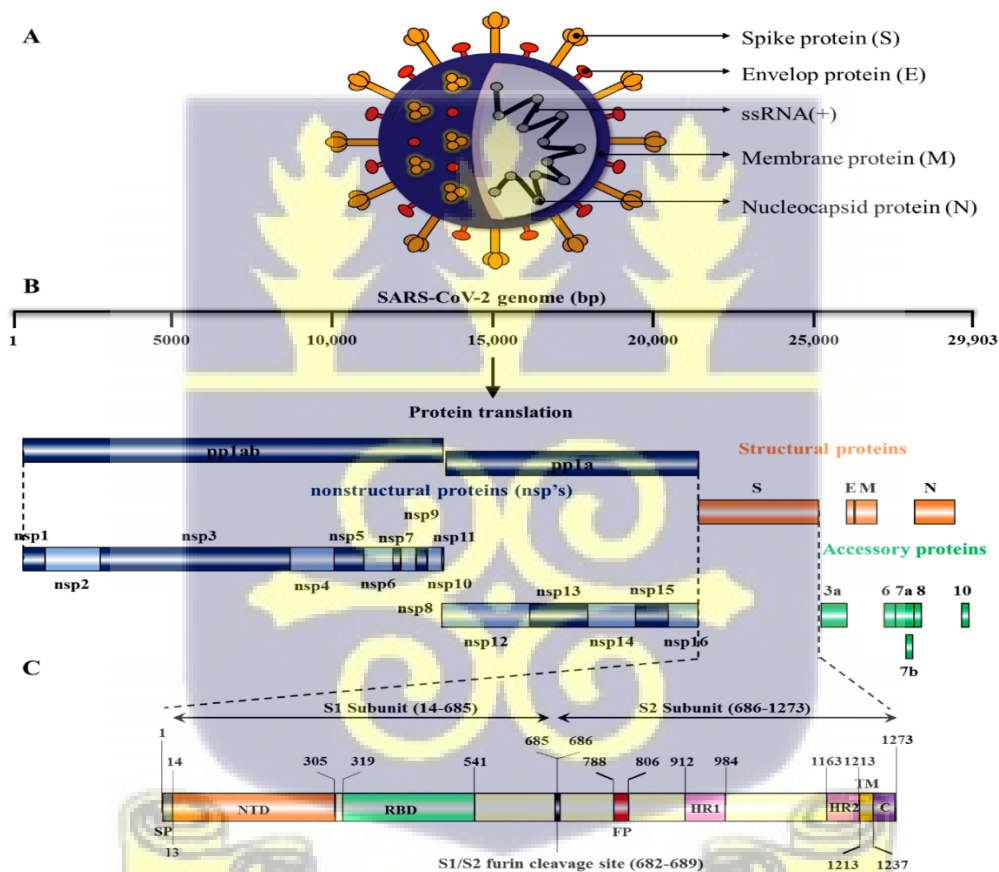 A
Spike protein (S)
Envelop protein (E)
ssRNA(+)
Membrane protein (M)
Nucleocapsid protein (N)
B
SARS-CoV-2 genome (bp)
1 5000 10,000 15,000 20,000 25,000 29,903
Protein translation
pp1ab
pp1a
Structural proteins
nonstructural proteins (nsp's)
S E M N
nsp9
nsp1 nsp3 nsp5 nsp7 nsp11
Accessory proteins
nsp2 nsp4 nsp6 nsp10
nsp13 nsp15
3a 6 7a 8 10
nsp8
nsp12 nsp14 nsp16
7b
C
S1 Subunit (14-685) S2 Subunit (686-1273)
1 685 686 1273
14 305 319 541 788 806 912 984 1163 1213
TM
NTD RBD HR1 HR2 C
SP FP
13
S1/S2 furin cleavage site (682-689)
1213 1237